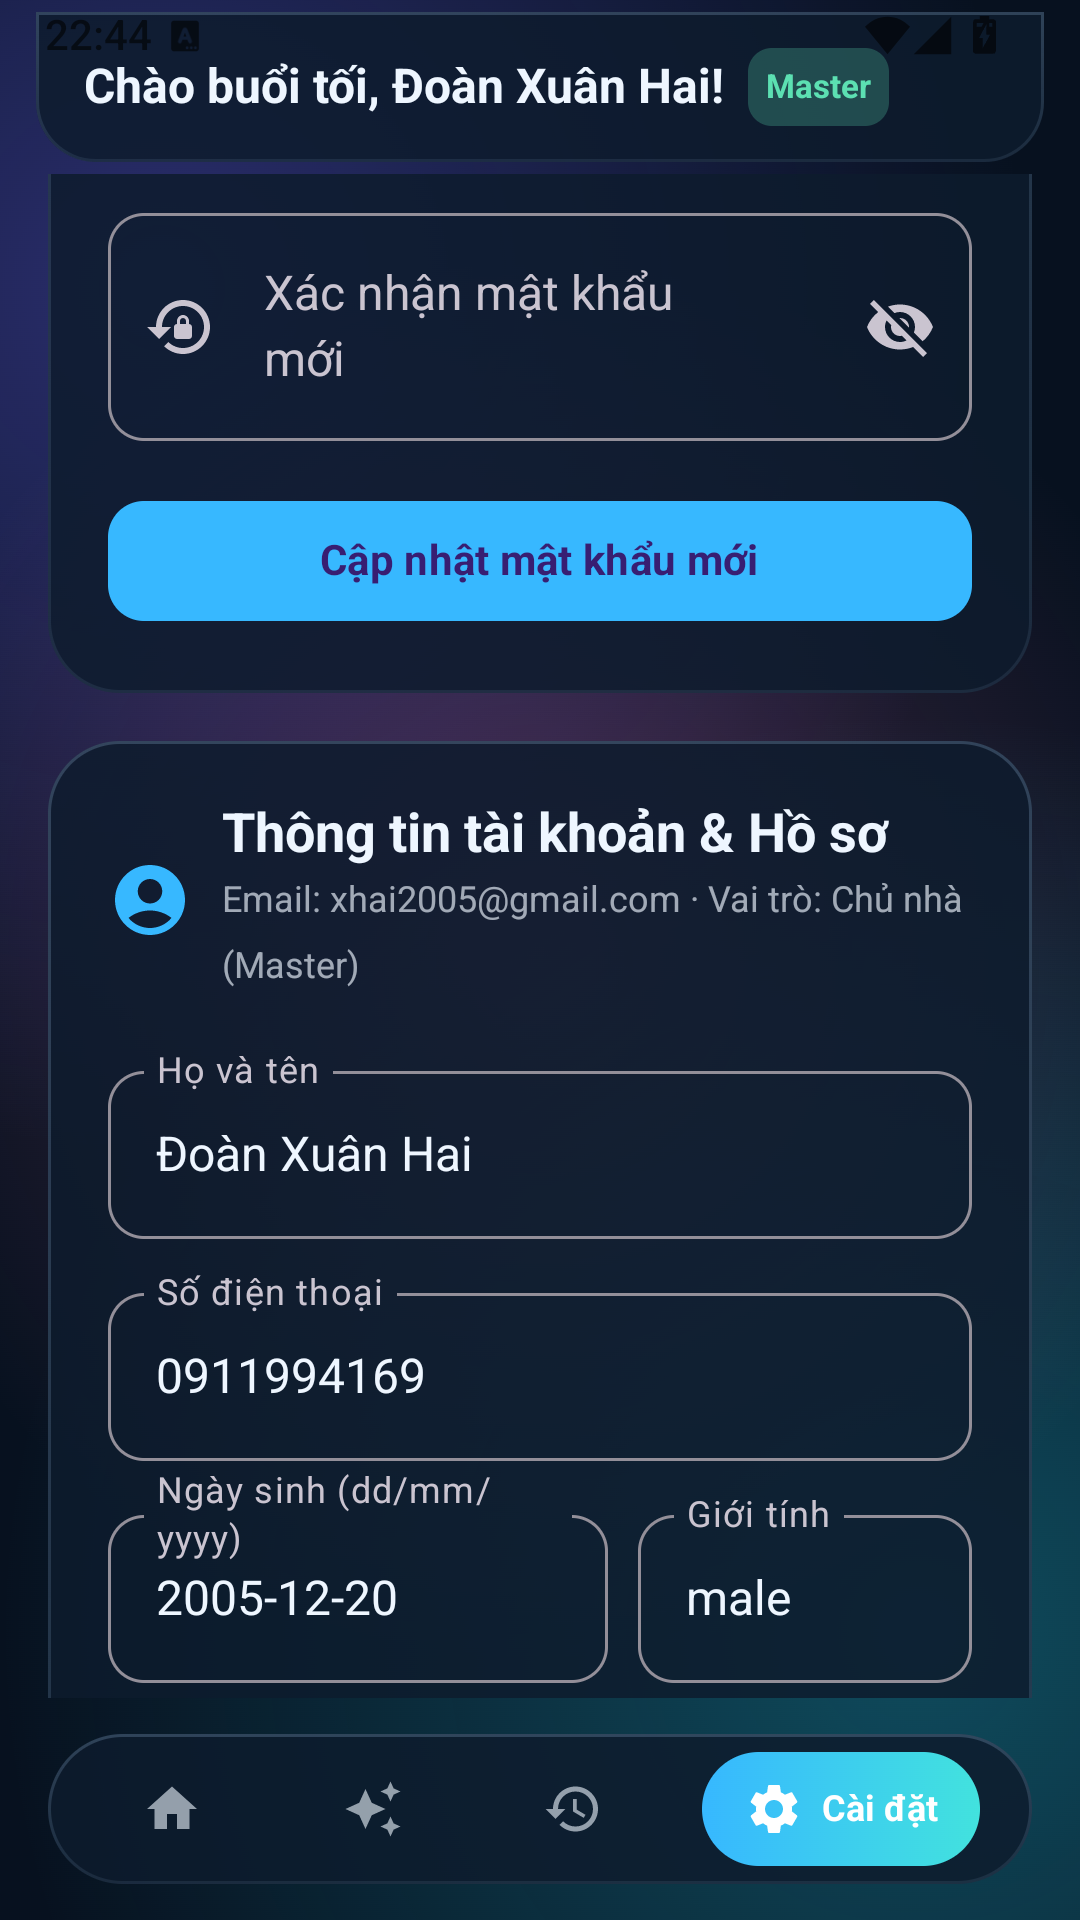 22:44
Chào buổi tối, Đoàn Xuân Hai!
Master
Xác nhận mật khẩu
mới
Cập nhật mật khẩu mới
Thông tin tài khoản & Hồ sơ
Email: xhai2005@gmail.com · Vai trò: Chủ nhà
(Master)
Họ và tên
Đoàn Xuân Hai
Số điện thoại
0911994169
Ngày sinh (dd/mm/
yyyy)
2005-12-20
Giới tính
male
Cài đặt